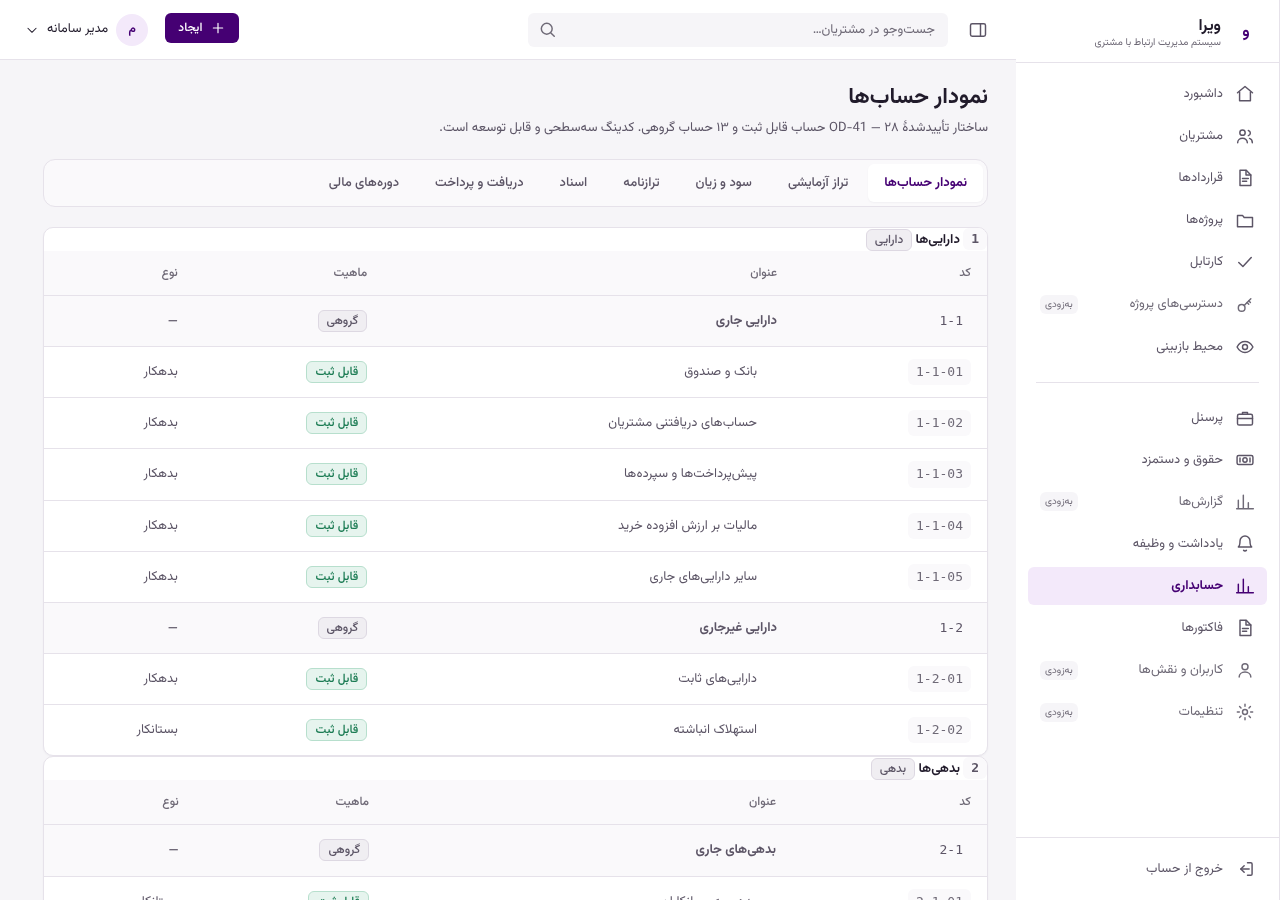 و
ویرا
سیستم مدیریت ارتباط با مشتری
جست‌وجو در مشتریان...
+ ایجاد
م
مدیر سامانه
داشبورد
مشتریان
قراردادها
پروژه‌ها
کارتابل
دسترسی‌های پروژه به‌زودی
محیط بازبینی
پرسنل
حقوق و دستمزد
گزارش‌ها به‌زودی
یادداشت و وظیفه
حسابداری
فاکتورها
کاربران و نقش‌ها به‌زودی
تنظیمات به‌زودی
خروج از حساب
نمودار حساب‌ها
ساختار تأییدشدهٔ OD-41 — ۲۸ حساب قابل ثبت و ۱۳ حساب گروهی. کدینگ سه‌سطحی و قابل توسعه است.
نمودار حساب‌ها تراز آزمایشی سود و زیان ترازنامه اسناد دریافت و پرداخت دوره‌های مالی
1 دارایی‌ها دارایی
کد عنوان ماهیت نوع
1-1 دارایی جاری گروهی —
1-1-01 بانک و صندوق قابل ثبت بدهکار
1-1-02 حساب‌های دریافتنی مشتریان قابل ثبت بدهکار
1-1-03 پیش‌پرداخت‌ها و سپرده‌ها قابل ثبت بدهکار
1-1-04 مالیات بر ارزش افزوده خرید قابل ثبت بدهکار
1-1-05 سایر دارایی‌های جاری قابل ثبت بدهکار
1-2 دارایی غیرجاری گروهی —
1-2-01 دارایی‌های ثابت قابل ثبت بدهکار
1-2-02 استهلاک انباشته قابل ثبت بستانکار
2 بدهی‌ها بدهی
کد عنوان ماهیت نوع
2-1 بدهی‌های جاری گروهی —